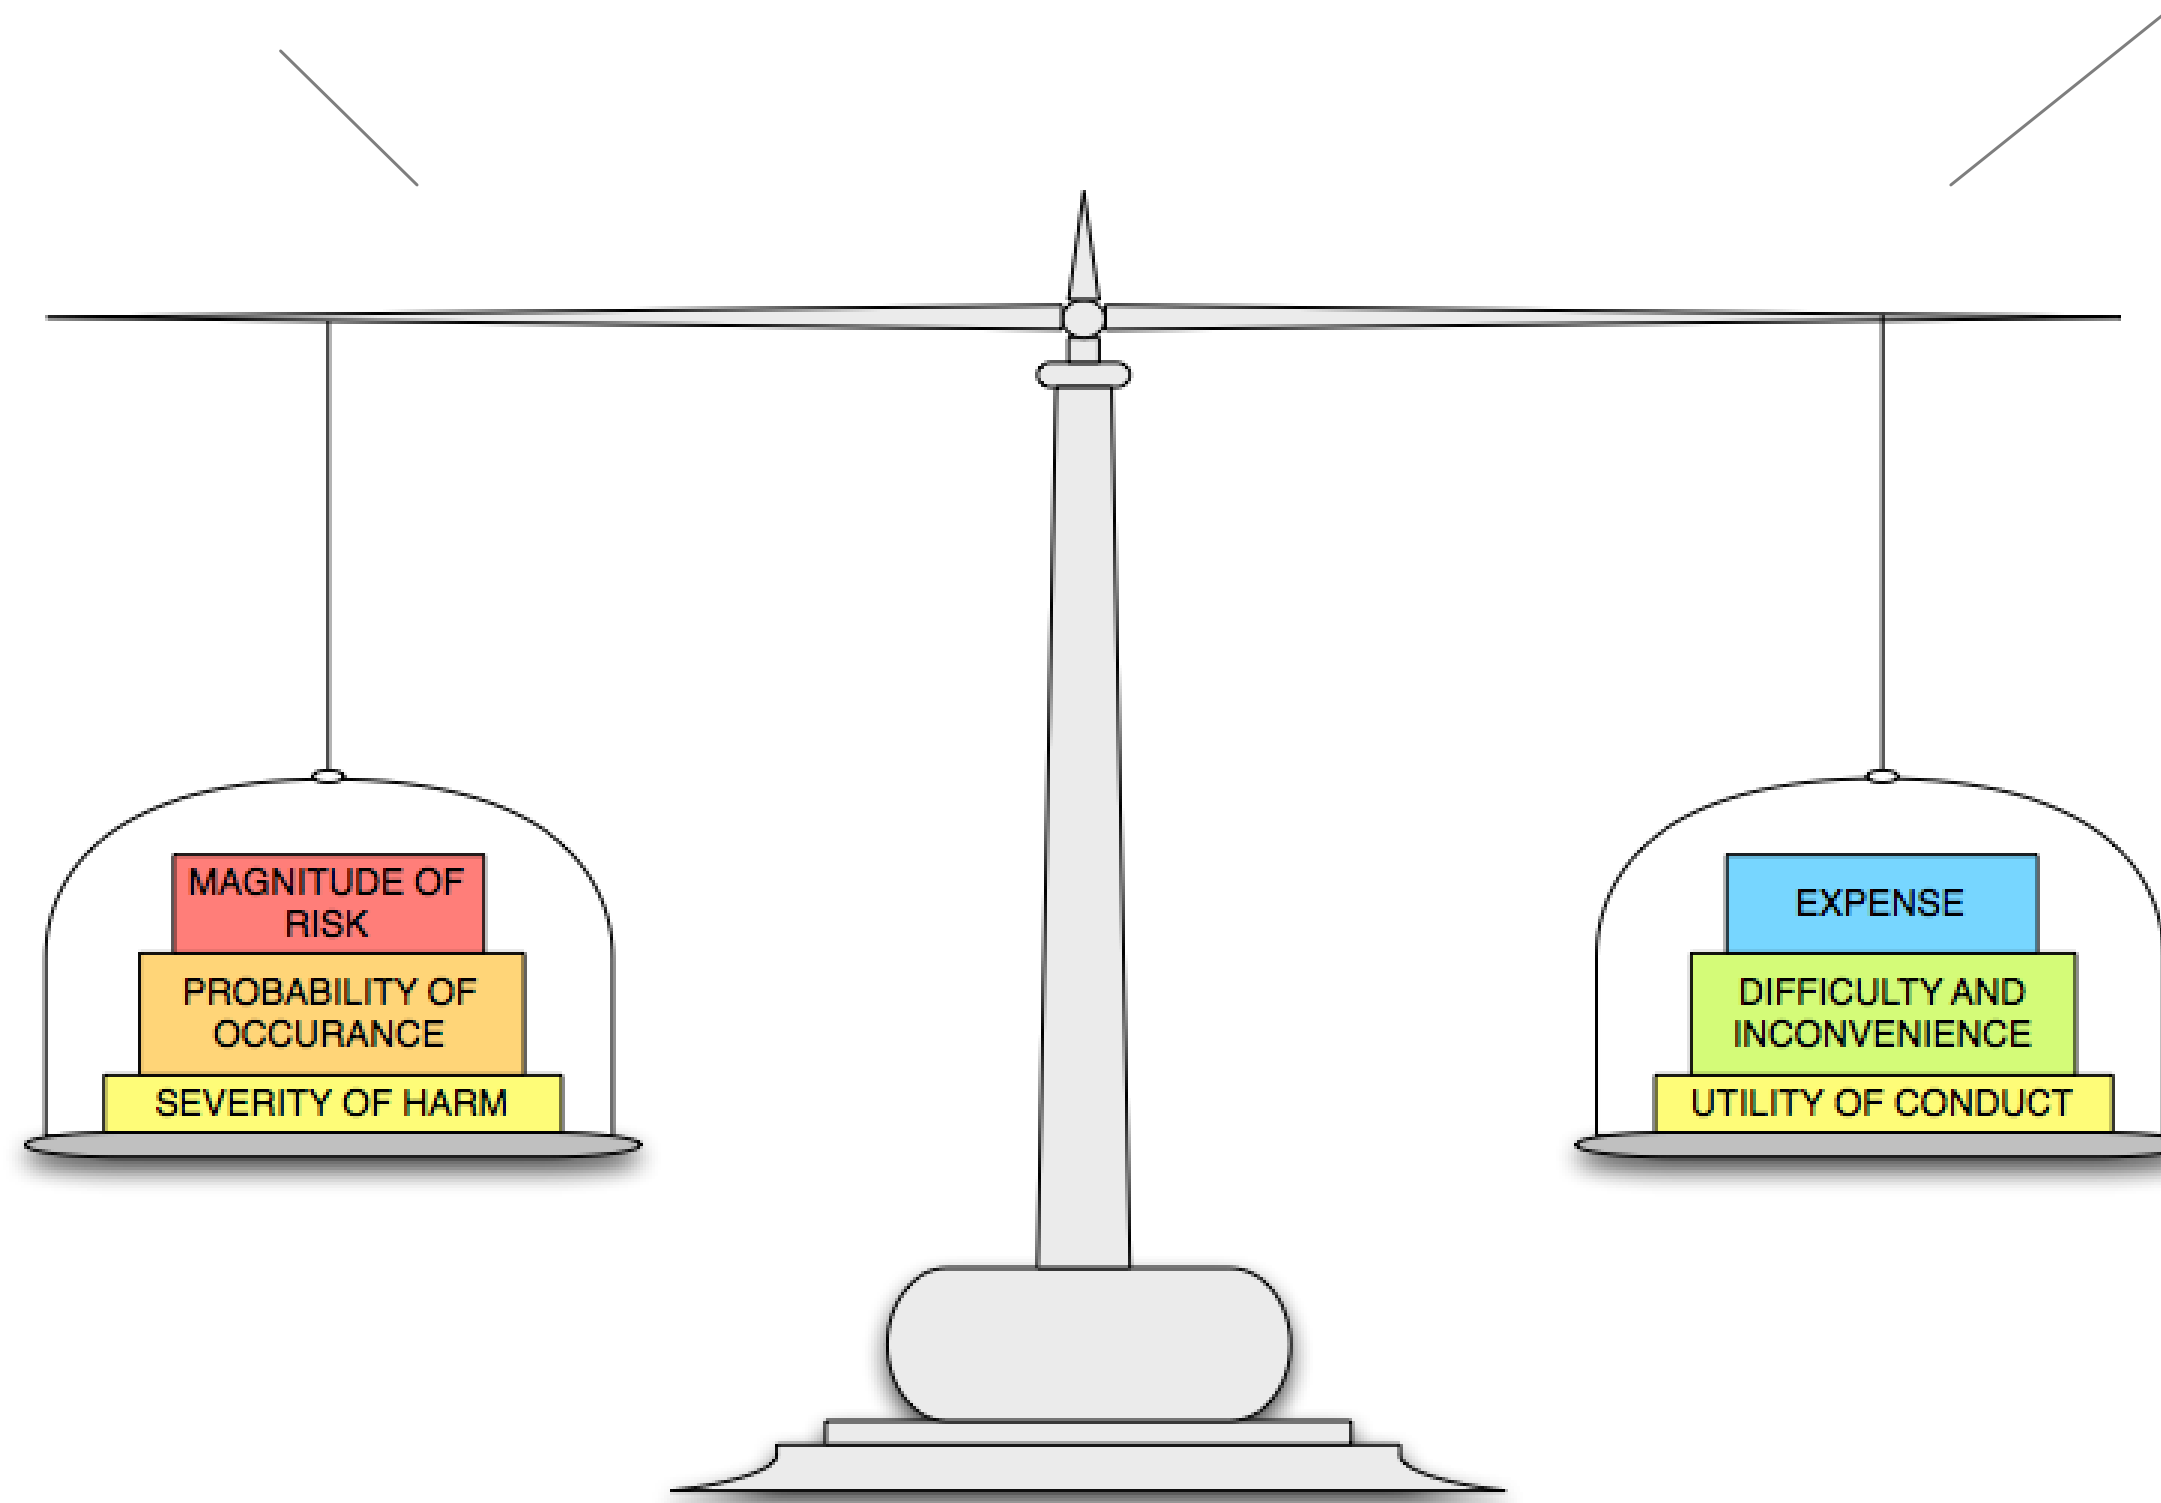 MAGNITUDE OF
RISK
PROBABILITY OF
OCCURANCE
SEVERITY OF HARM
EXPENSE
DIFFICULTY AND
INCONVENIENCE
UTILITY OF CONDUCT